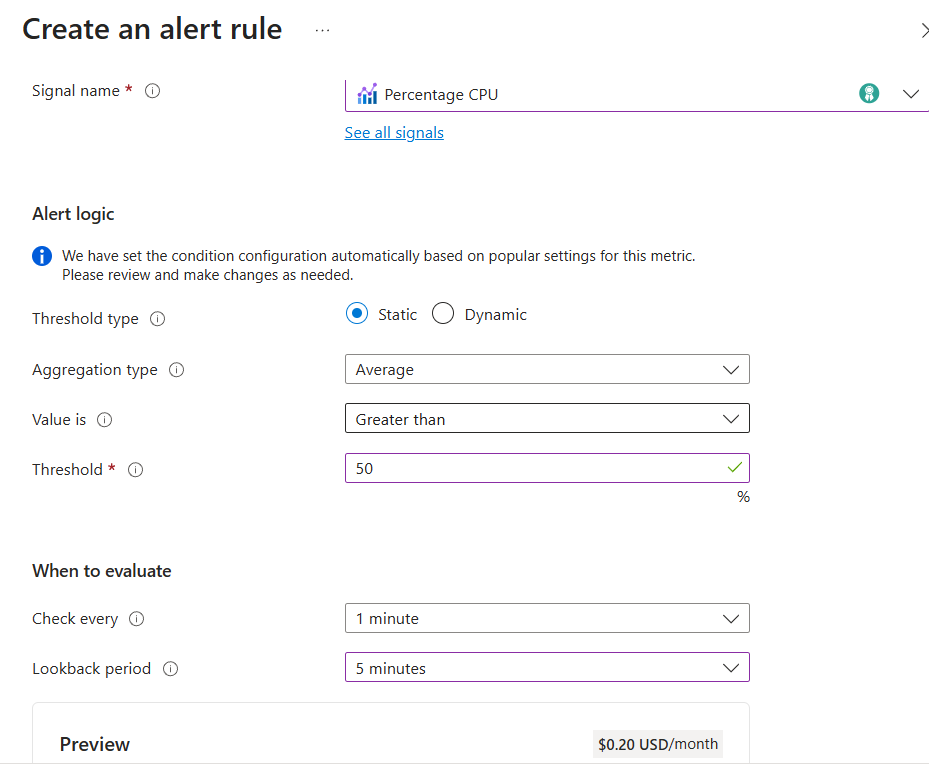 Create an alert rule ...
Signal name *
Percentage CPU
See all signals
Alert logic
We have set the condition configuration automatically based on popular settings for this metric.
Please review and make changes as needed.
Threshold type
Static
Dynamic
Aggregation type
Average
Value is
Greater than
Threshold *
50
%
When to evaluate
Check every
1 minute
Lookback period
5 minutes
Preview
$0.20 USD/month